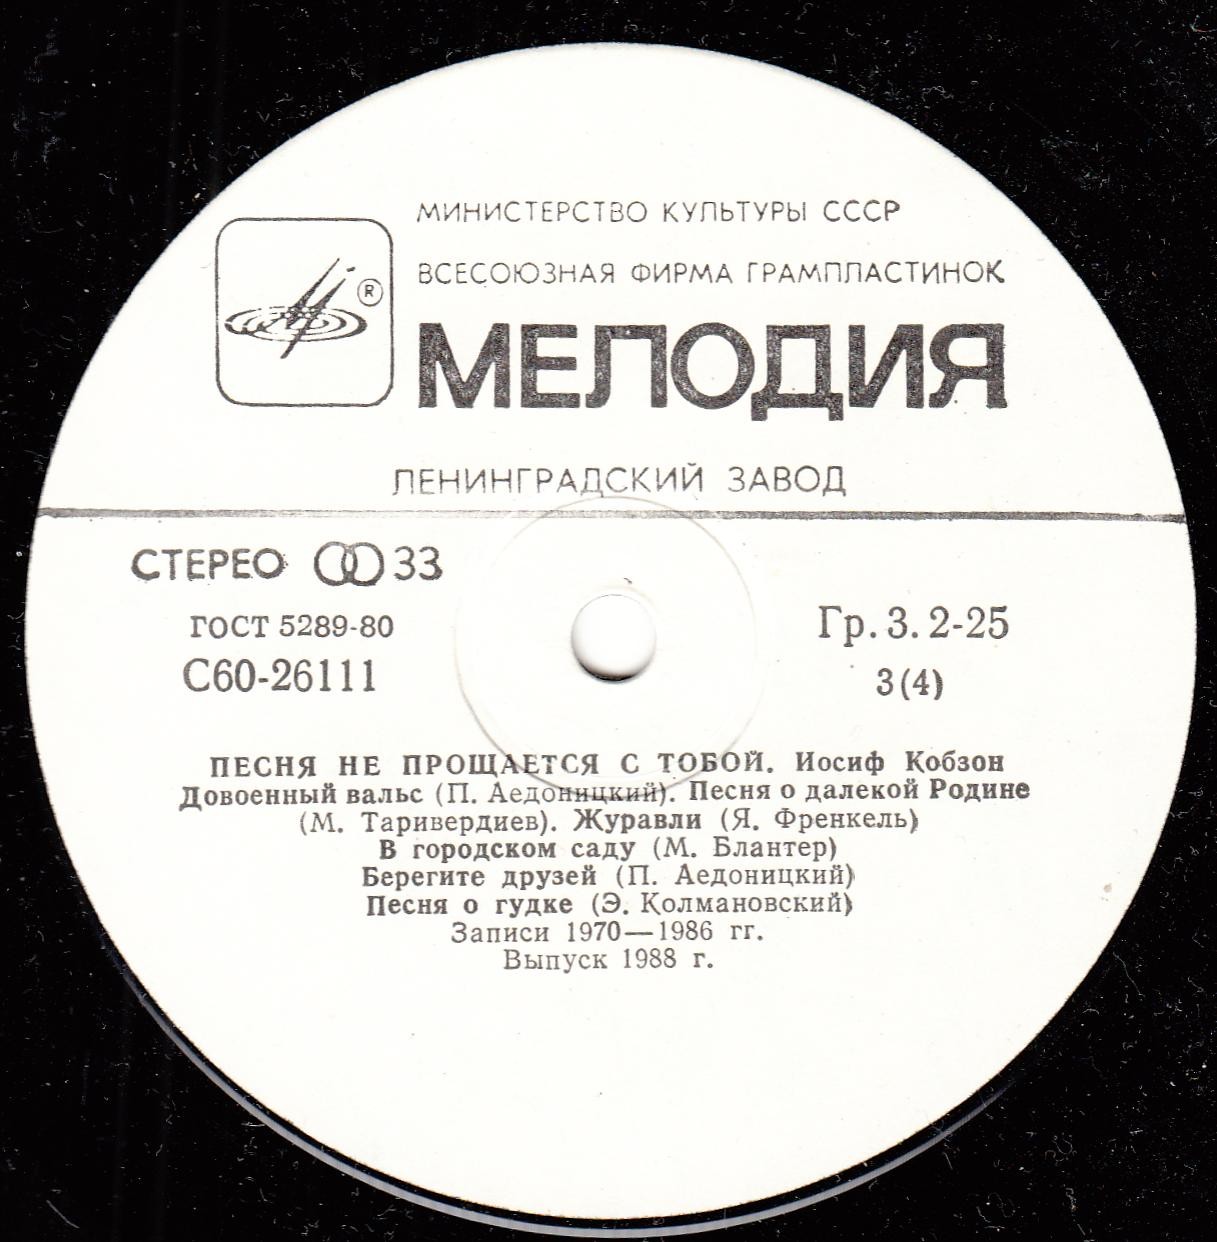 МИНИСТЕРСТВО КУЛЬТУРЫ СССР
ВСЕСОЮЗНАЯ ФИРМА ГРАМПЛАСТИНОК
®
МЕЛОДИЯ
ЛЕНИНГРАДСКИЙ ЗАВОД
СТЕРЕО 33
ГОСТ 5289-80
С60-26111
Гр. 3. 2-25
3(4)
ПЕСНЯ НЕ ПРОЩАЕТСЯ С ТОБОЙ. Иосиф Кобзон
Довоенный вальс (П. Аедоницкий). Песня о далекой Родине
(М. Таривердиев). Журавли (Я. Френкель)
В городском саду (М. Блантер)
Берегите друзей (П. Аедоницкий)
Песня о гудке (Э. Колмановский)
Записи 1970—1986 гг.
Выпуск 1988 г.